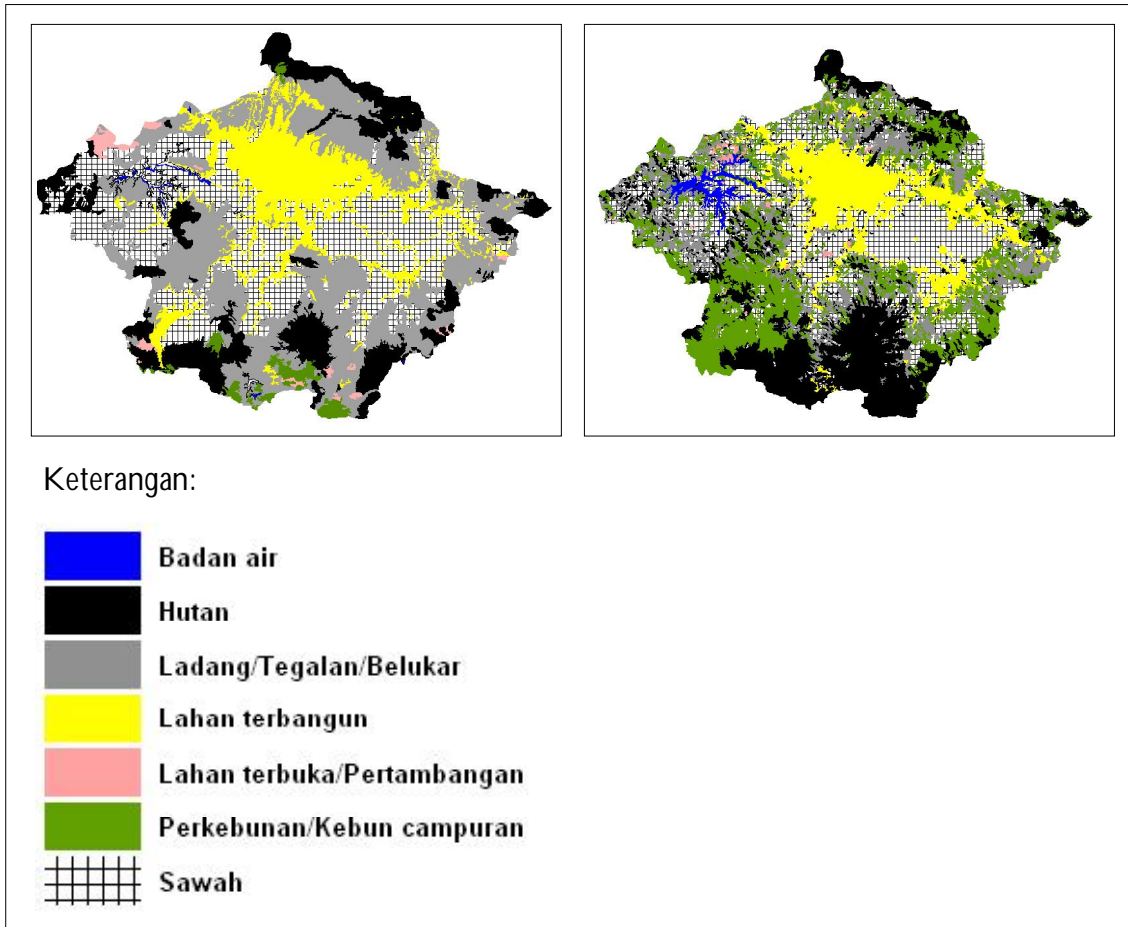 Keterangan:
Badan air
Hutan
Ladang/Tegalan/Belukar
Lahan terbangun
Lahan terbuka/Pertambangan
Perkebunan/Kebun campuran
Sawah